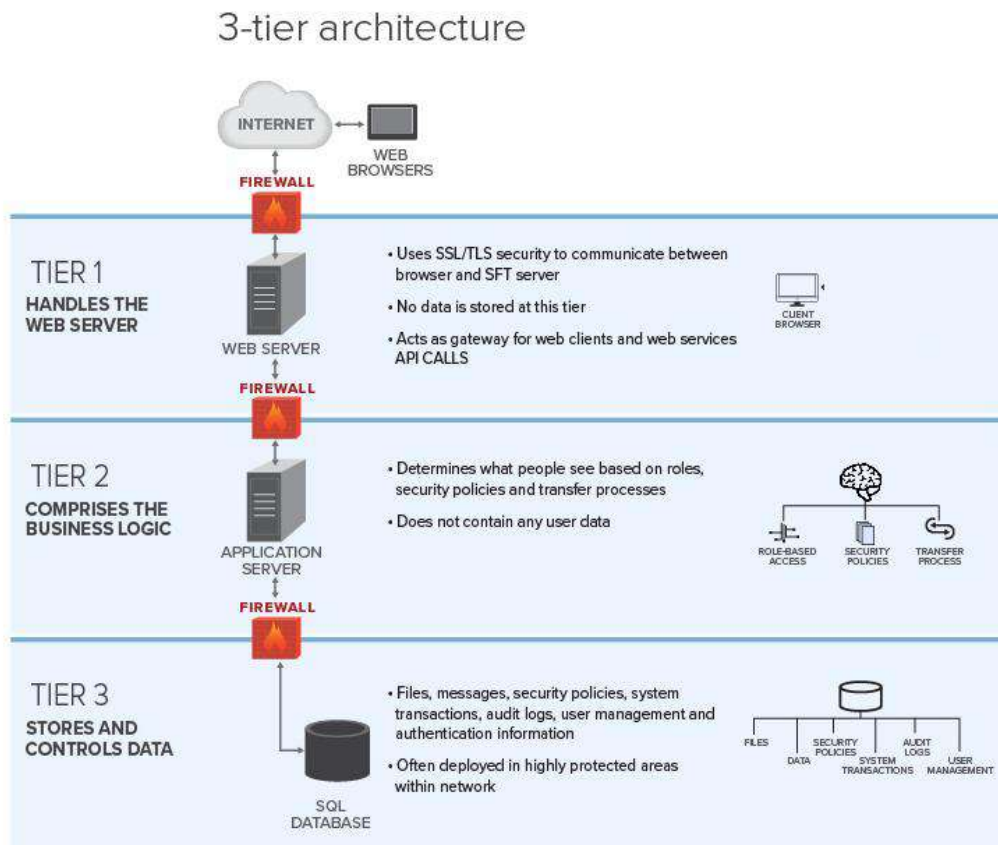 3-tier architecture
INTERNET
WEB
BROWSERS
FIREWALL
TIER 1
HANDLES THE
WEB SERVER
WEB SERVER
• Uses SSL/TLS security to communicate between
browser and SFT server
• No data is stored at this tier
• Acts as gateway for web clients and web services
API CALLS
CLIENT
BROWSER
FIREWALL
TIER 2
COMPRISES THE
BUSINESS LOGIC
APPLICATION
SERVER
• Determines what people see based on roles,
security policies and transfer processes
• Does not contain any user data
ROLE-BASED
ACCESS
SECURITY
POLICIES
TRANSFER
PROCESS
FIREWALL
TIER 3
STORES AND
CONTROLS DATA
SQL
DATABASE
• Files, messages, security policies, system
transactions, audit logs, user management and
authentication information
• Often deployed in highly protected areas
within network
FILES
DATA
SECURITY
POLICIES
SYSTEM
TRANSACTIONS
AUDIT
LOGS
USER
MANAGEMENT